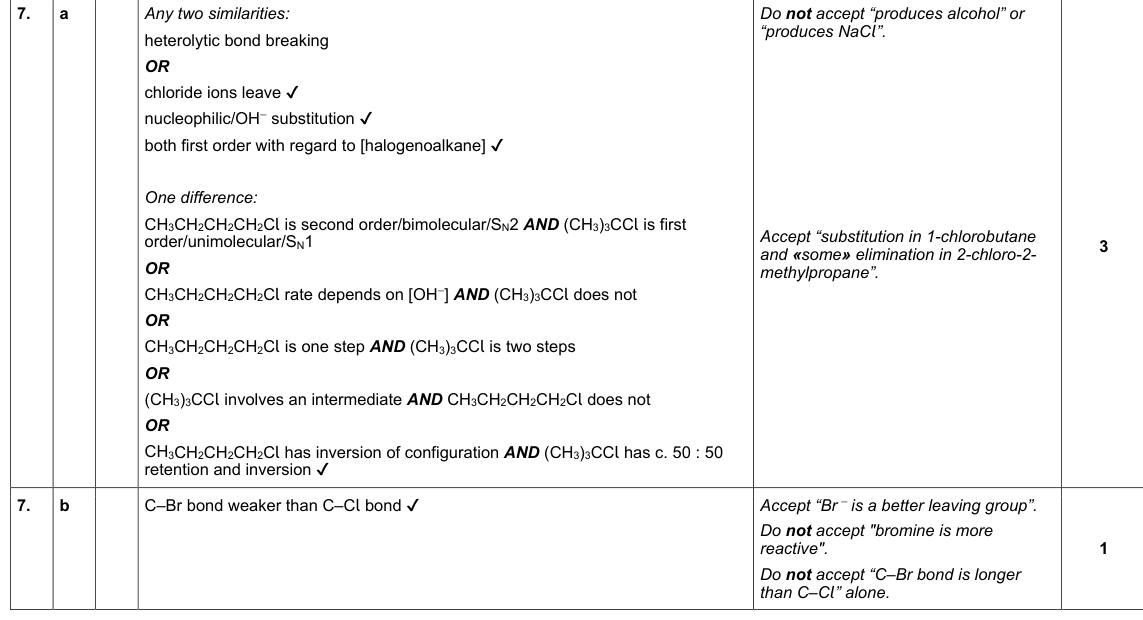 7. a Any two similarities: Do not accept “produces alcohol” or
“produces NaCl”.
heterolytic bond breaking
OR
chloride ions leave ✓
nucleophilic/OH⁻ substitution ✓
both first order with regard to [halogenoalkane] ✓
One difference:
CH₃CH₂CH₂CH₂Cl is second order/bimolecular/Sₙ2 AND (CH₃)₃CCl is first
order/unimolecular/Sₙ1
OR
CH₃CH₂CH₂CH₂Cl rate depends on [OH⁻] AND (CH₃)₃CCl does not
OR
CH₃CH₂CH₂CH₂Cl is one step AND (CH₃)₃CCl is two steps
OR
(CH₃)₃CCl involves an intermediate AND CH₃CH₂CH₂CH₂Cl does not
OR
CH₃CH₂CH₂CH₂Cl has inversion of configuration AND (CH₃)₃CCl has c. 50 : 50
retention and inversion ✓
Accept “substitution in 1-chlorobutane
and «some» elimination in 2-chloro-2-
methylpropane”.
3
7. b C–Br bond weaker than C–Cl bond ✓ Accept “Br⁻ is a better leaving group”.
Do not accept "bromine is more
reactive".
Do not accept “C–Br bond is longer
than C–Cl” alone.
1